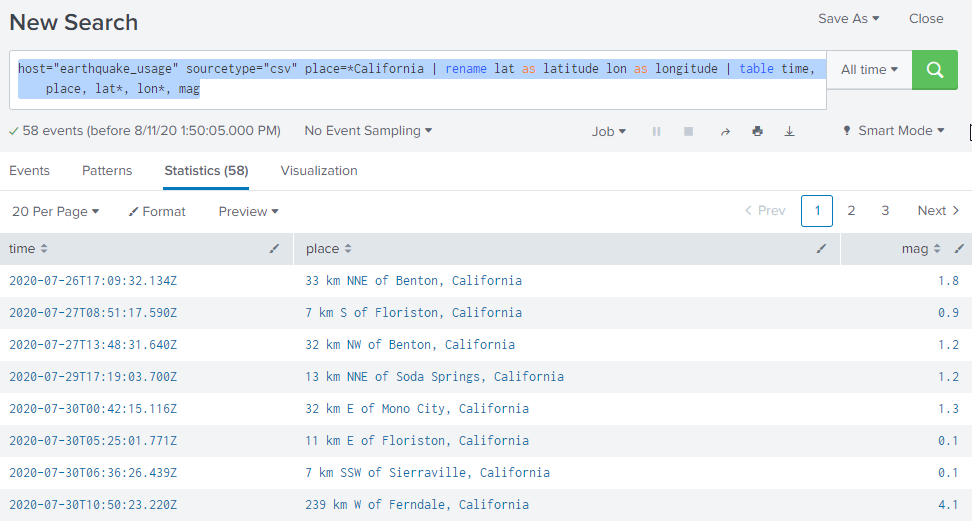 New Search
Save As Close
host="earthquake_usage" sourcetype="csv" place=*California | rename lat as latitude lon as longitude | table time,
place, lat*, lon*, mag
All time
58 events (before 8/11/20 1:50:05.000 PM) No Event Sampling Job Smart Mode
Events Patterns Statistics (58) Visualization
20 Per Page Format Preview Prev 1 2 3 Next
time place mag
2020-07-26T17:09:32.134Z 33 km NNE of Benton, California 1.8
2020-07-27T08:51:17.590Z 7 km S of Floriston, California 0.9
2020-07-27T13:48:31.640Z 32 km NW of Benton, California 1.2
2020-07-29T17:19:03.700Z 13 km NNE of Soda Springs, California 1.2
2020-07-30T00:42:15.116Z 32 km E of Mono City, California 1.3
2020-07-30T05:25:01.771Z 11 km E of Floriston, California 0.1
2020-07-30T06:36:26.439Z 7 km SSW of Sierraville, California 0.1
2020-07-30T10:50:23.220Z 239 km W of Ferndale, California 4.1